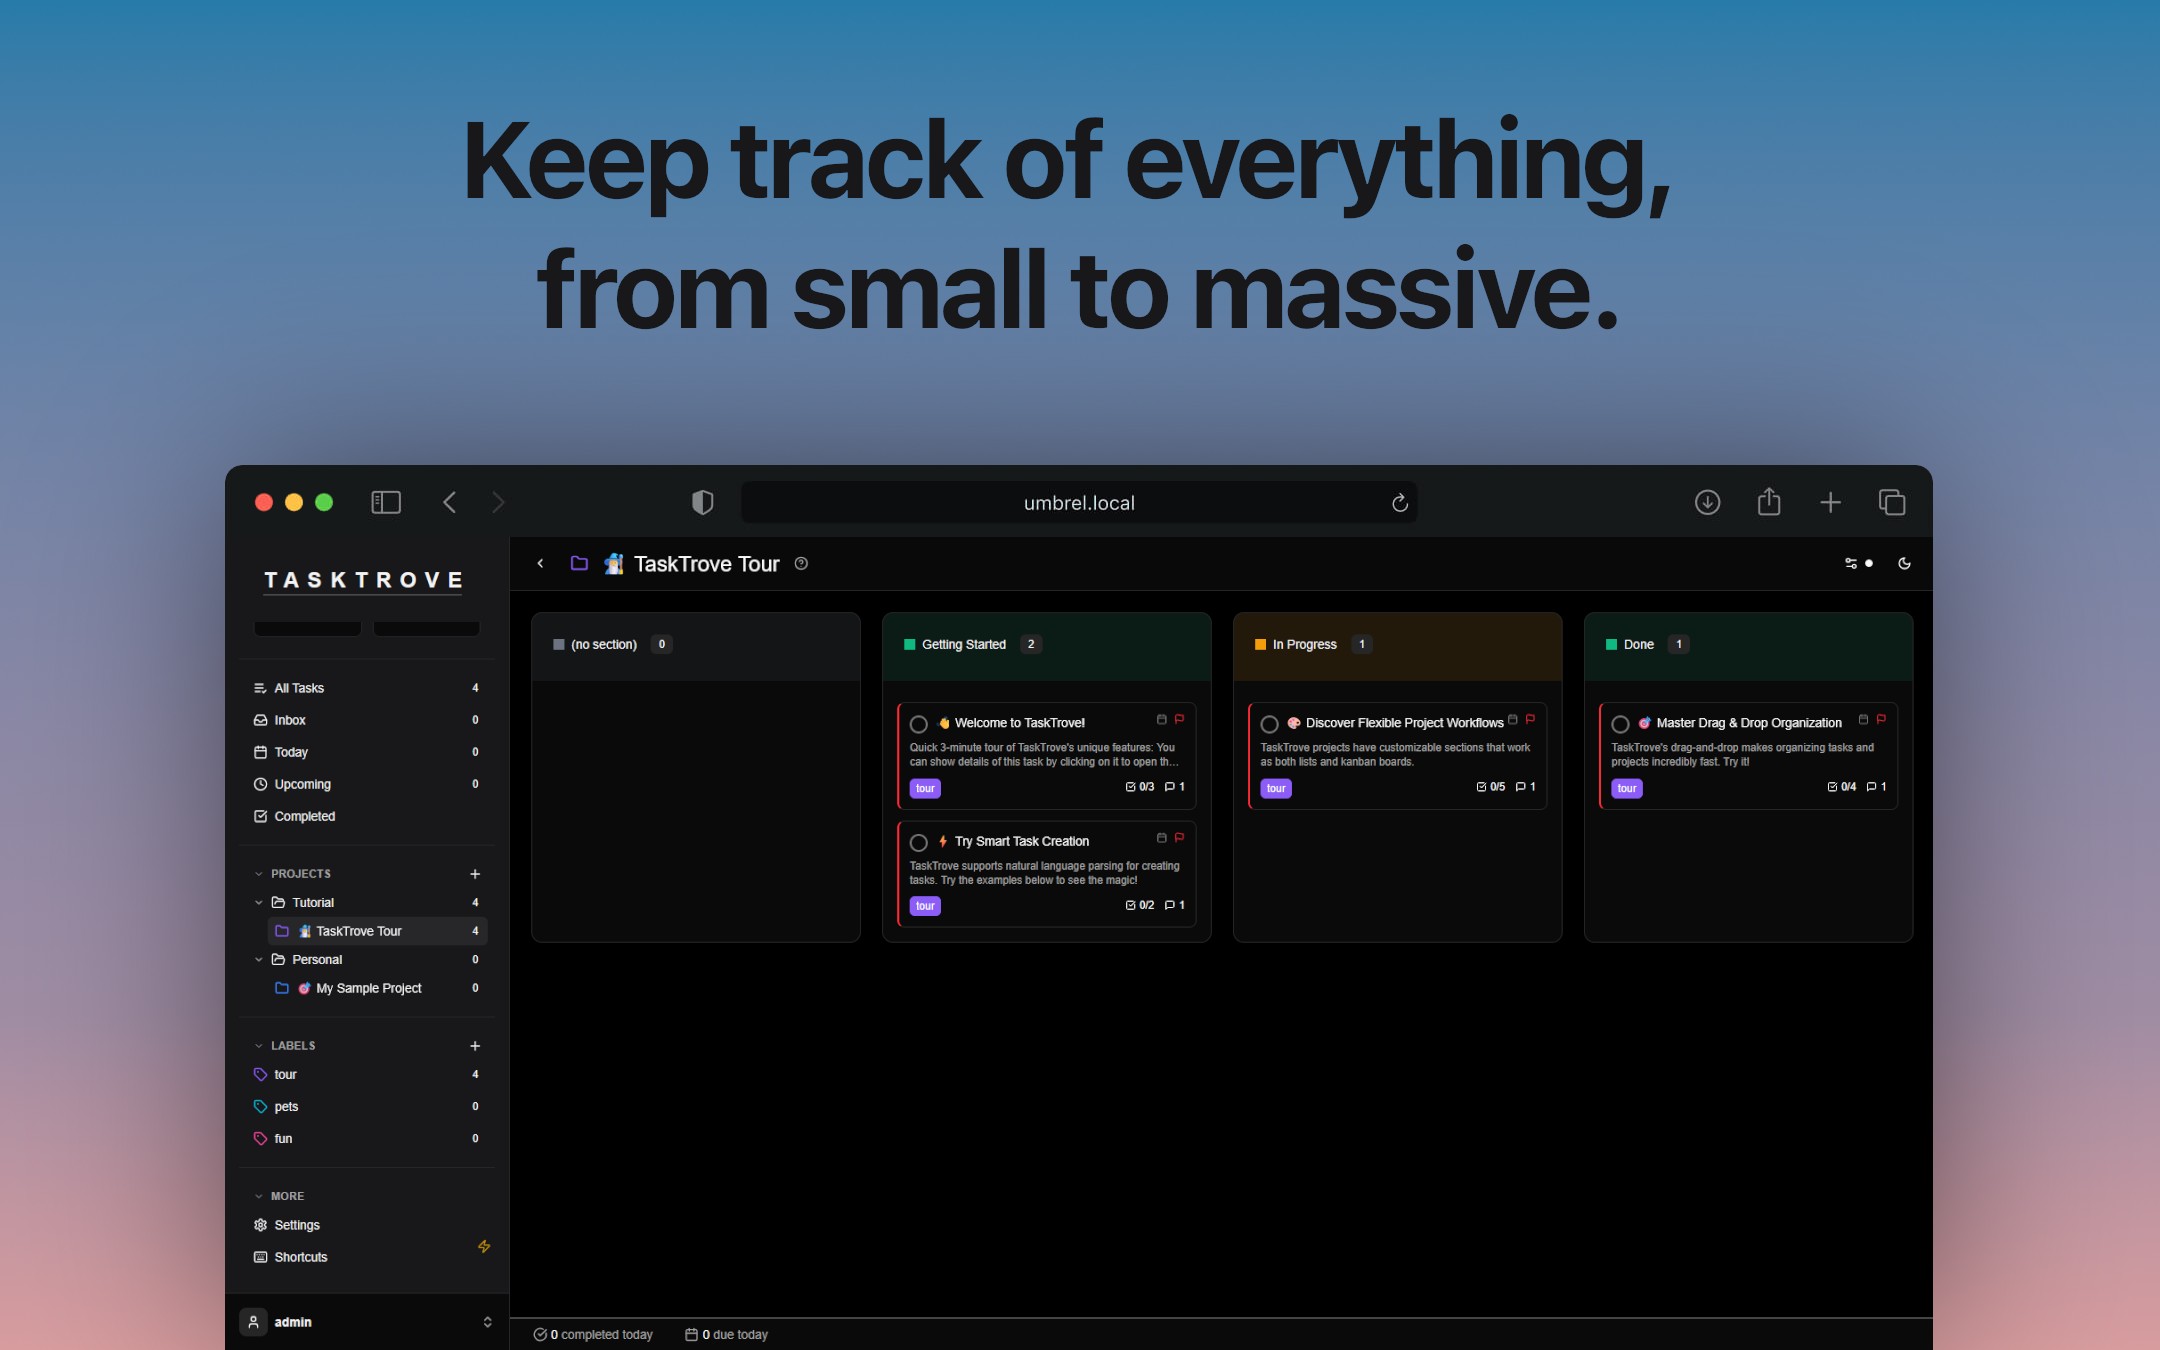 Keep track of everything,
from small to massive.
umbrel.local
TASKTROVE
TaskTrove Tour
All Tasks 4
Inbox 0
Today 0
Upcoming 0
Completed
PROJECTS
Tutorial 4
TaskTrove Tour 4
Personal 0
My Sample Project 0
LABELS
tour 4
pets 0
fun 0
MORE
Settings
Shortcuts
admin
(no section) 0
Getting Started 2
Welcome to TaskTrove!
Quick 3-minute tour of TaskTrove's unique features: You
can show details of this task by clicking on it to open th...
tour 0/3 1
Try Smart Task Creation
TaskTrove supports natural language parsing for creating
tasks. Try the examples below to see the magic!
tour 0/2 1
In Progress 1
Discover Flexible Project Workflows
TaskTrove projects have customizable sections that work
as both lists and kanban boards.
tour 0/5 1
Done 1
Master Drag & Drop Organization
TaskTrove's drag-and-drop makes organizing tasks and
projects incredibly fast. Try it!
tour 0/4 1
0 completed today 0 due today